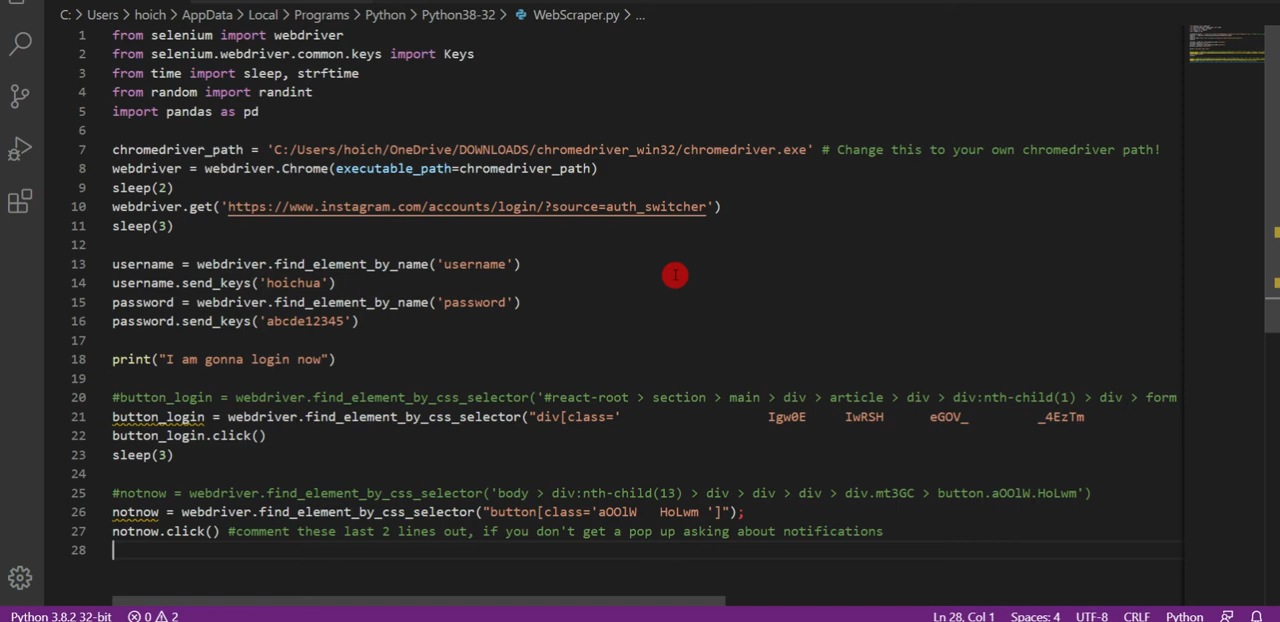 C: > Users > hoich > AppData > Local > Programs > Python > Python38-32 > WebScraper.py > ...
1 from selenium import webdriver
2 from selenium.webdriver.common.keys import Keys
3 from time import sleep, strftime
4 from random import randint
5 import pandas as pd
6
7 chromedriver_path = 'C:/Users/hoich/OneDrive/DOWNLOADS/chromedriver_win32/chromedriver.exe' # Change this to your own chromedriver path!
8 webdriver = webdriver.Chrome(executable_path=chromedriver_path)
9 sleep(2)
10 webdriver.get('https://www.instagram.com/accounts/login/?source=auth_switcher')
11 sleep(3)
12
13 username = webdriver.find_element_by_name('username')
14 username.send_keys('hoichua')
15 password = webdriver.find_element_by_name('password')
16 password.send_keys('abcde12345')
17
18 print("I am gonna login now")
19
20 #button_login = webdriver.find_element_by_css_selector('#react-root > section > main > div > article > div > div:nth-child(1) > div > form
21 button_login = webdriver.find_element_by_css_selector("div[class=' Igw0E IwRSH eGOV_ _4EzTm
22 button_login.click()
23 sleep(3)
24
25 #notnow = webdriver.find_element_by_css_selector('body > div:nth-child(13) > div > div > div > div.mt3GC > button.aOOlW.HoLwm')
26 notnow = webdriver.find_element_by_css_selector("button[class='aOOlW HoLwm ']");
27 notnow.click() #comment these last 2 lines out, if you don't get a pop up asking about notifications
28
Python 3.8.2 32-bit 0 2 Ln 28, Col 1 Spaces: 4 UTF-8 CRLF Python